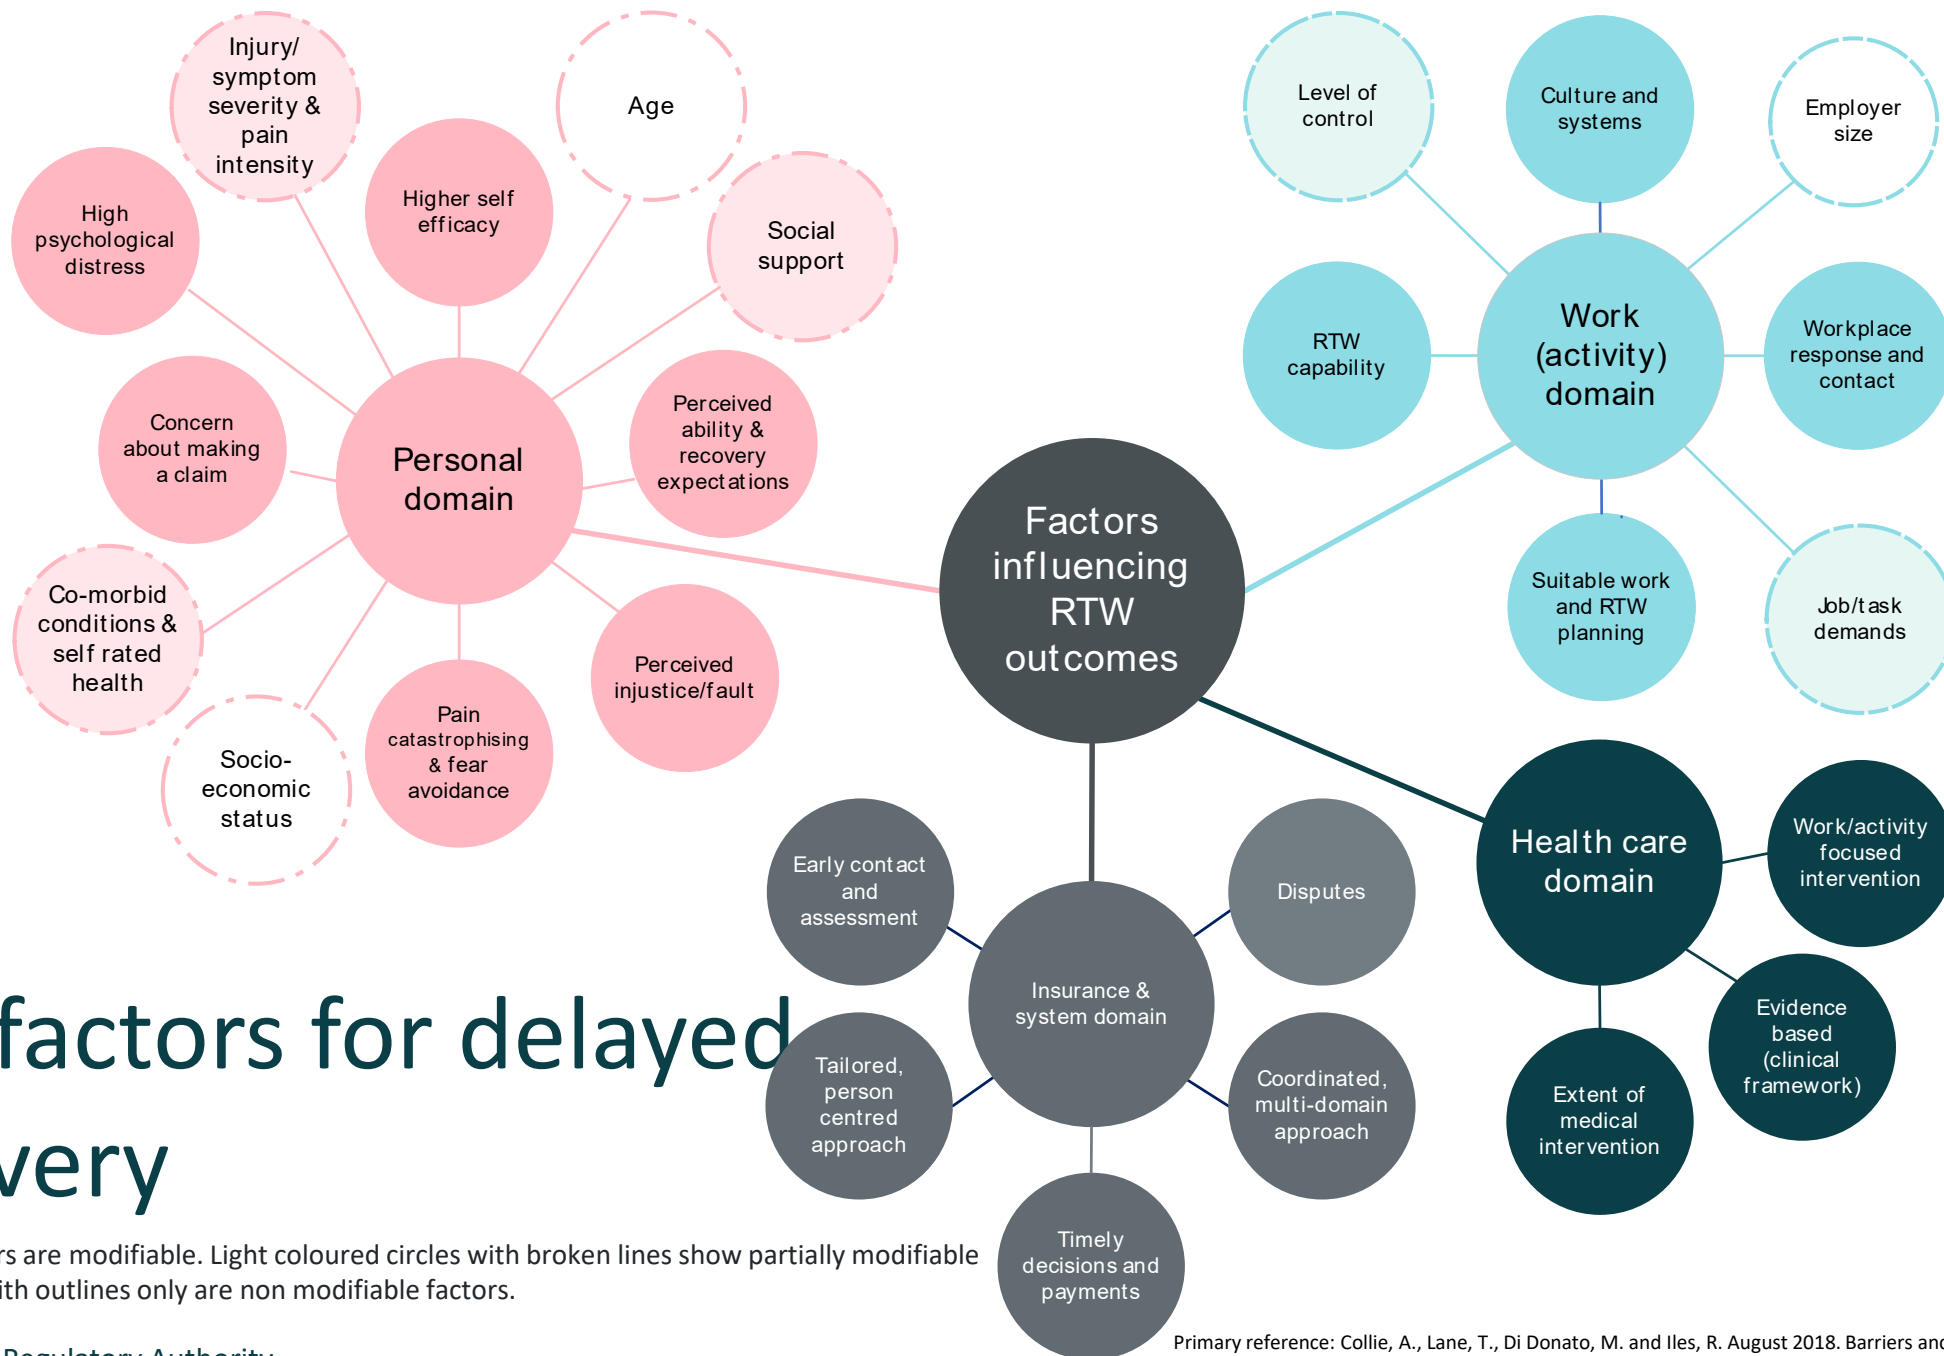 Injury/
symptom
severity &
pain
intensity
Age
Higher self
efficacy
Social
support
High
psychological
distress
Concern
about making
a claim
Personal
domain
Perceived
ability &
recovery
expectations
Co-morbid
conditions &
self rated
health
Socio-
economic
status
Pain
catastrophising
& fear
avoidance
Perceived
injustice/fault
Factors
influencing
RTW
outcomes
Level of
control
Culture and
systems
Employer
size
RTW
capability
Work
(activity)
domain
Workplace
response and
contact
Suitable work
and RTW
planning
Job/task
demands
Health care
domain
Work/activity
focused
intervention
Evidence
based
(clinical
framework)
Extent of
medical
intervention
Early contact
and
assessment
Disputes
Insurance &
system domain
Tailored,
person
centred
approach
Coordinated,
multi-domain
approach
Timely
decisions and
payments
factors for delayed
very
rs are modifiable. Light coloured circles with broken lines show partially modifiable
ith outlines only are non modifiable factors.
Regulatory Authority
Primary reference: Collie, A., Lane, T., Di Donato, M. and Iles, R. August 2018. Barriers and